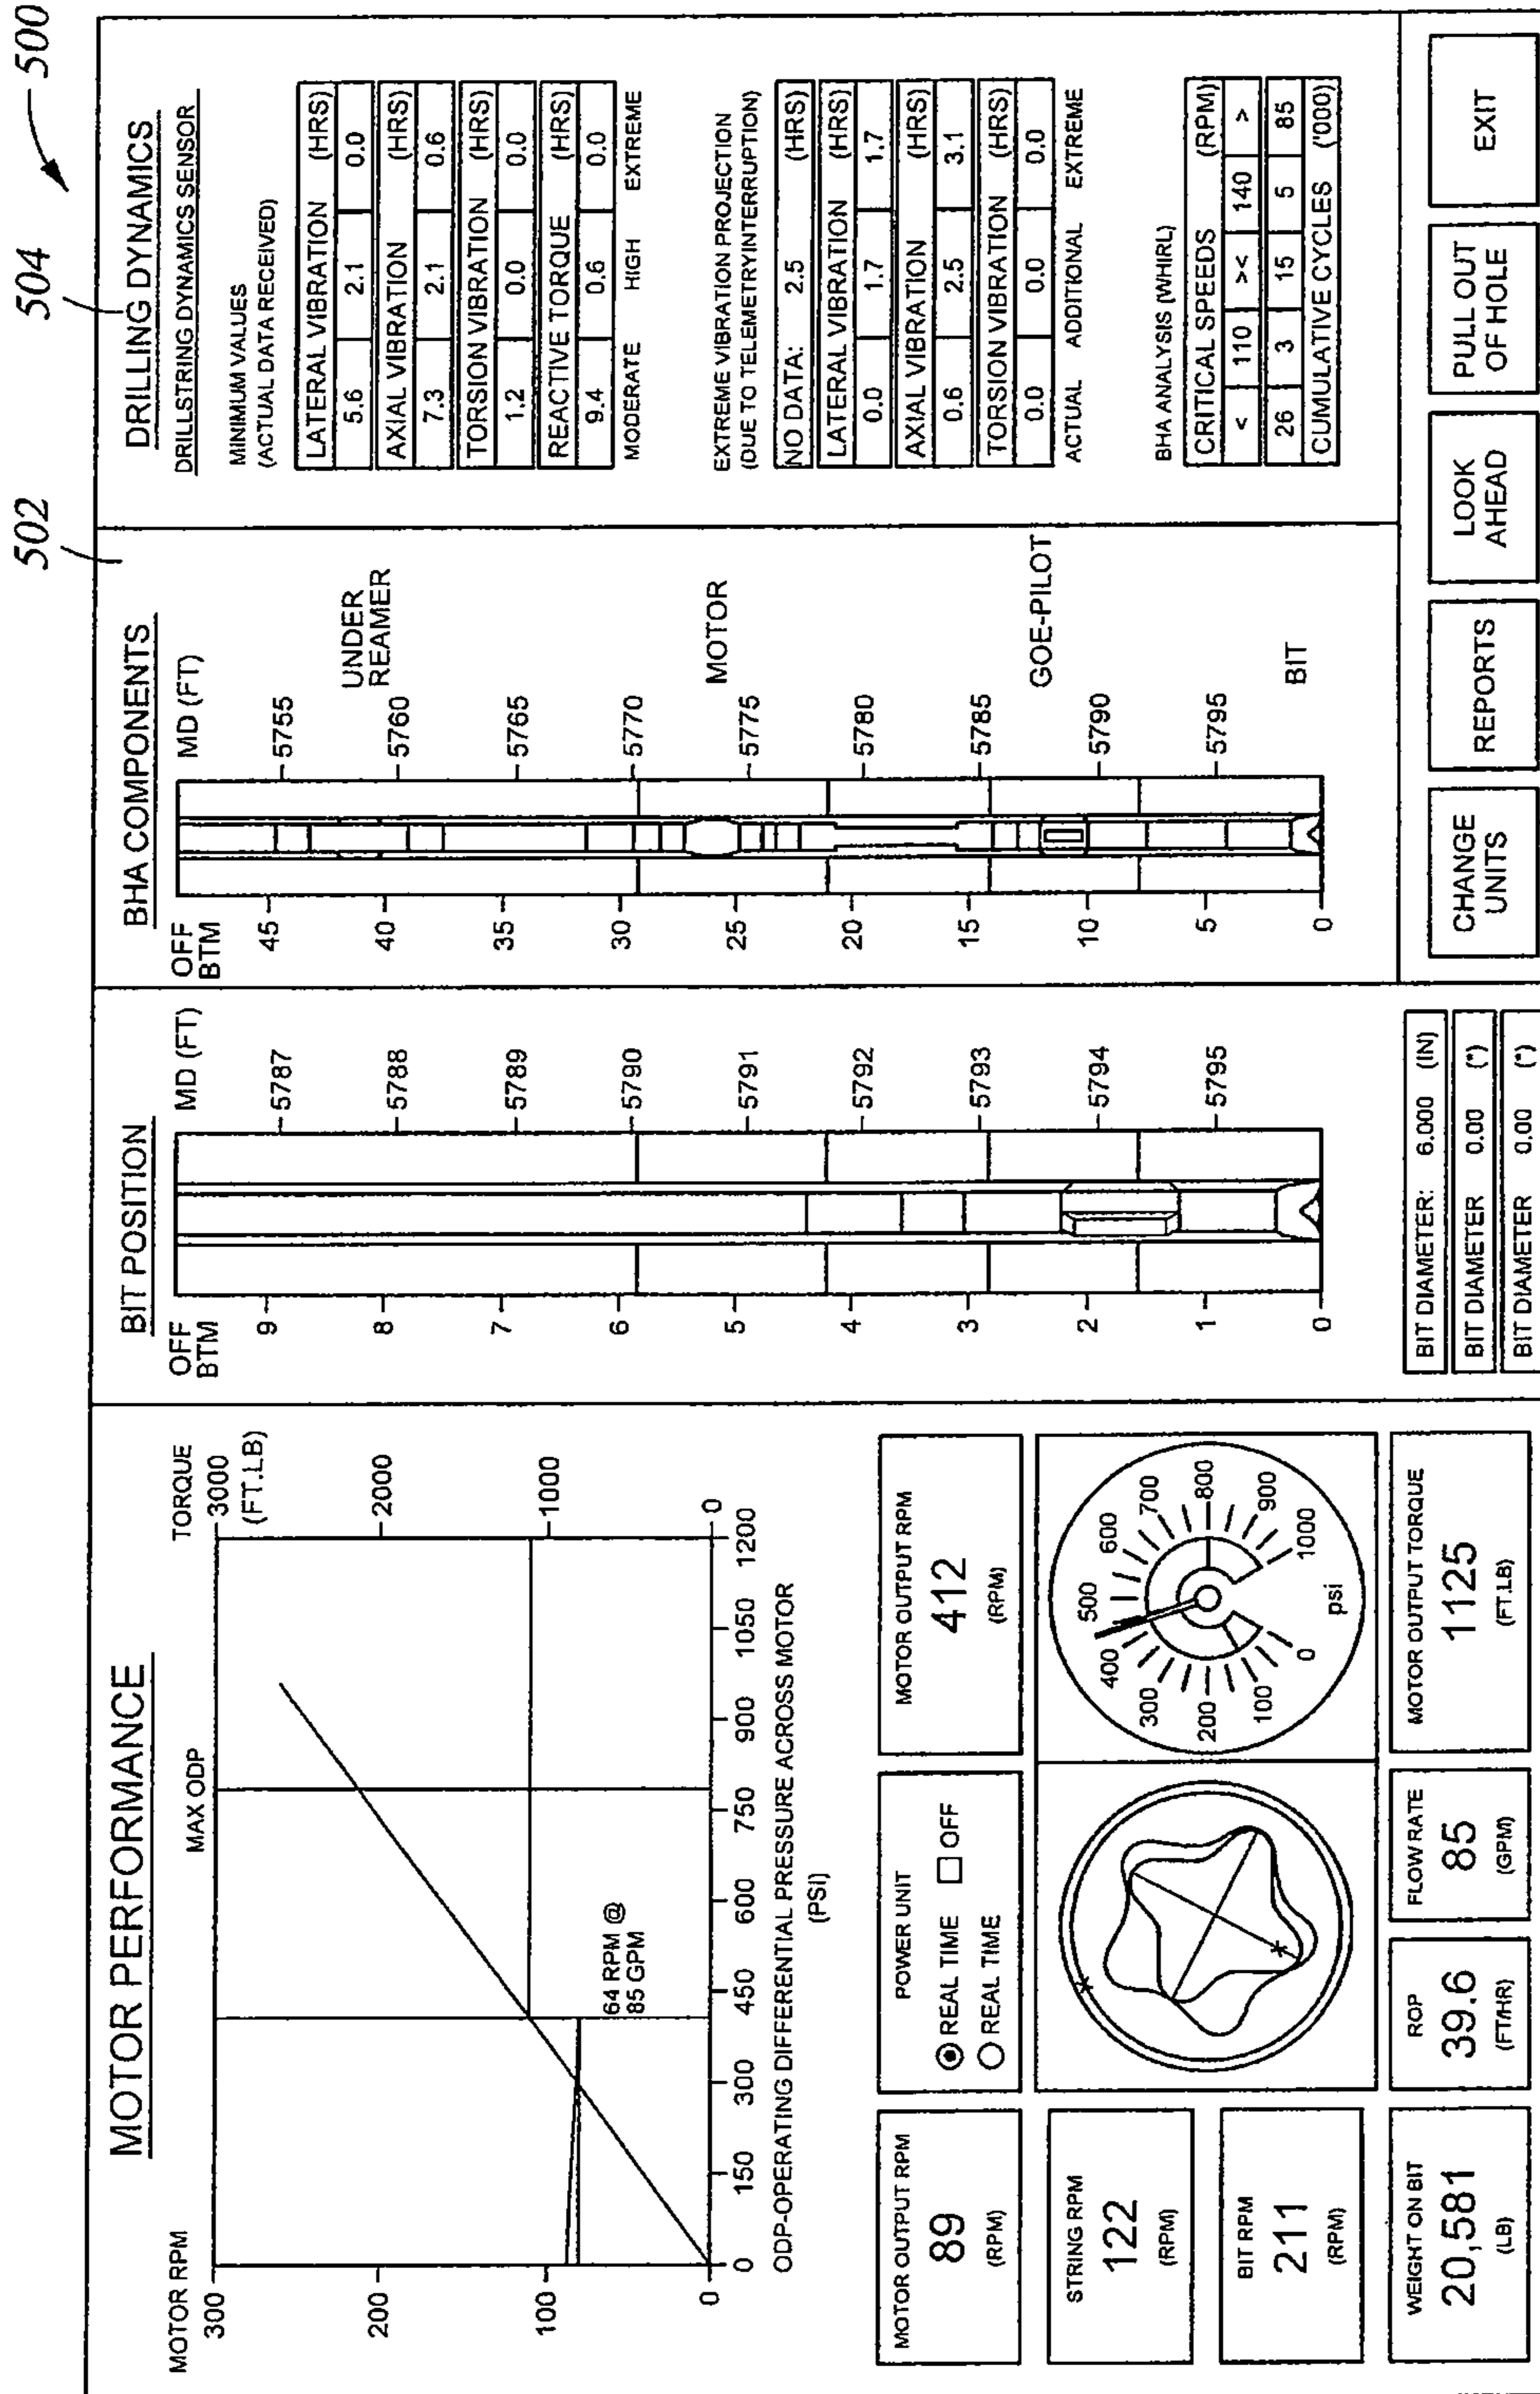 500
502
504
MOTOR PERFORMANCE
MOTOR RPM
MAX ODP
TORQUE
300
200
100
0
3000
(FT.LB)
2000
1000
0
64 RPM @
85 GPM
0 150 300 450 600 750 900 1050 1200
ODP-OPERATING DIFFERENTIAL PRESSURE ACROSS MOTOR
(PSI)
MOTOR OUTPUT RPM
89
(RPM)
POWER UNIT
REAL TIME OFF
REAL TIME
MOTOR OUTPUT RPM
412
(RPM)
STRING RPM
122
(RPM)
BIT RPM
211
(RPM)
0 100 200 300 400 500 600 700 800 900 1000
psi
WEIGHT ON BIT
20,581
(LB)
ROP
39.6
(FT/HR)
FLOW RATE
85
(GPM)
MOTOR OUTPUT TORQUE
1125
(FT.LB)
BIT POSITION
OFF
BTM
MD (FT)
9
8
7
6
5
4
3
2
1
0
5787
5788
5789
5790
5791
5792
5793
5794
5795
BIT DIAMETER: 6.000 (IN)
BIT DIAMETER 0.00 (")
BIT DIAMETER 0.00 (")
BHA COMPONENTS
OFF
BTM
MD (FT)
45
40
35
30
25
20
15
10
5
0
5755
5760
5765
5770
5775
5780
5785
5790
5795
UNDER
REAMER
MOTOR
GOE-PILOT
BIT
DRILLING DYNAMICS
DRILLSTRING DYNAMICS SENSOR
MINIMUM VALUES
(ACTUAL DATA RECEIVED)
LATERAL VIBRATION (HRS)
5.6 2.1 0.0
AXIAL VIBRATION (HRS)
7.3 2.1 0.6
TORSION VIBRATION (HRS)
1.2 0.0 0.0
REACTIVE TORQUE (HRS)
9.4 0.6 0.0
MODERATE HIGH EXTREME
EXTREME VIBRATION PROJECTION
(DUE TO TELEMETRYINTERRUPTION)
NO DATA: 2.5 (HRS)
LATERAL VIBRATION (HRS)
0.0 1.7 1.7
AXIAL VIBRATION (HRS)
0.6 2.5 3.1
TORSION VIBRATION (HRS)
0.0 0.0 0.0
ACTUAL ADDITIONAL EXTREME
BHA ANALYSIS (WHIRL)
CRITICAL SPEEDS (RPM)
< 110 >< 140 >
26 3 15 5 85
CUMULATIVE CYCLES ('000)
CHANGE
UNITS
REPORTS
LOOK
AHEAD
PULL OUT
OF HOLE
EXIT